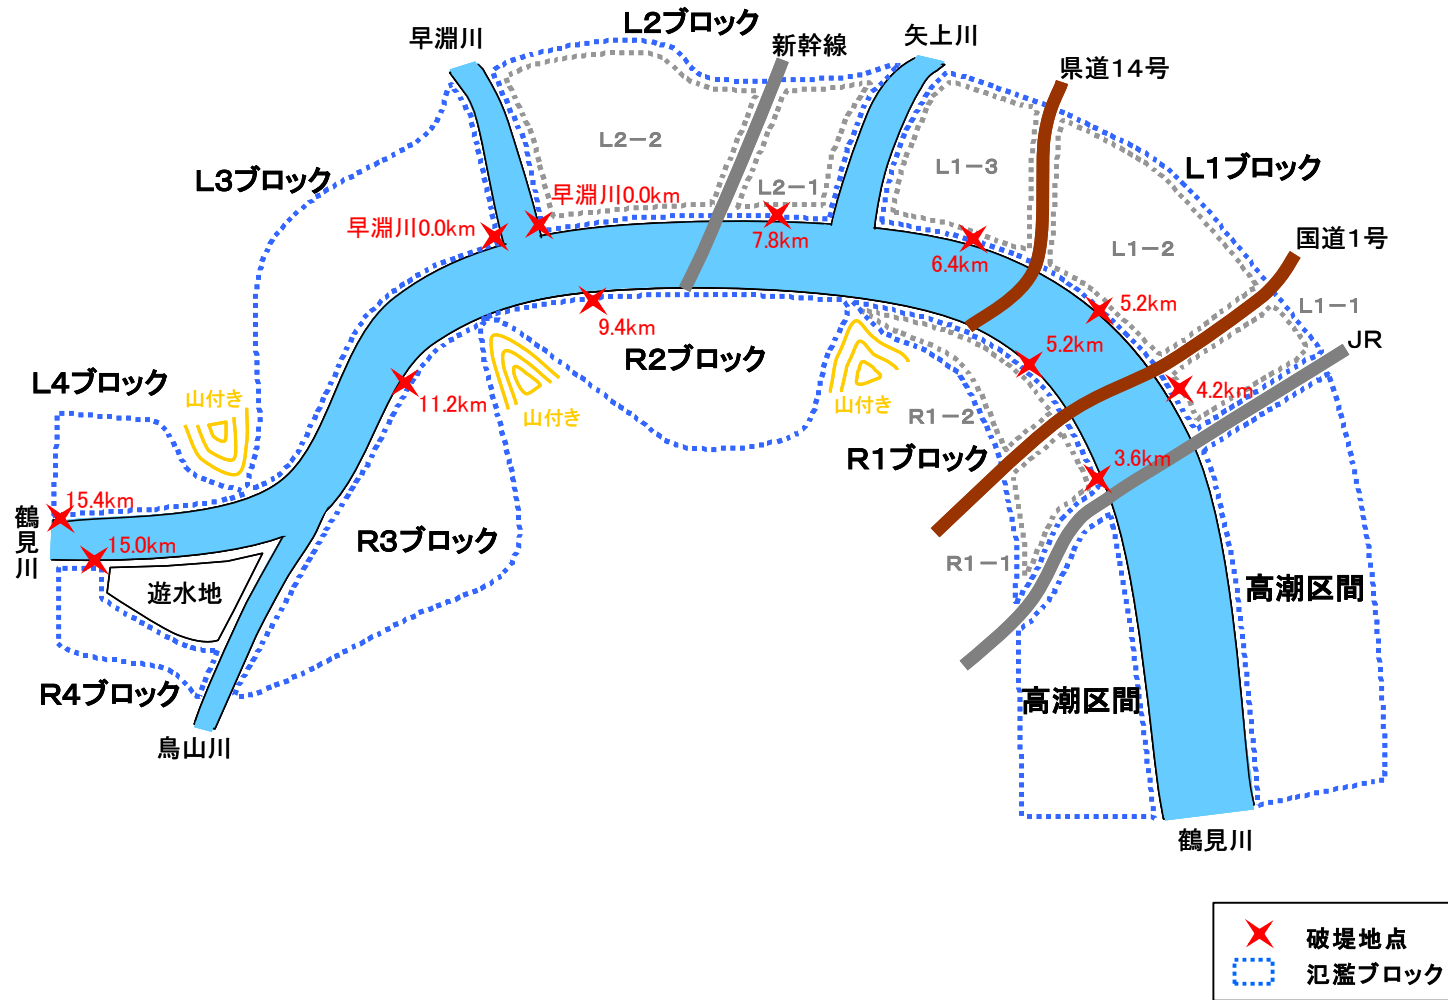 L2ブロック
早淵川
新幹線
矢上川
県道14号
L2－2
L1－3
L1ブロック
L3ブロック
L2－1
早淵川0.0km
早淵川0.0km
7.8km
6.4km
L1－2
国道1号
9.4km
5.2km
L1－1
5.2km
JR
R2ブロック
L4ブロック
山付き
11.2km
山付き
山付き
4.2km
R1－2
R1ブロック
3.6km
15.4km
鶴見川
15.0km
R3ブロック
R1－1
遊水地
高潮区間
R4ブロック
高潮区間
鳥山川
鶴見川
破堤地点
氾濫ブロック